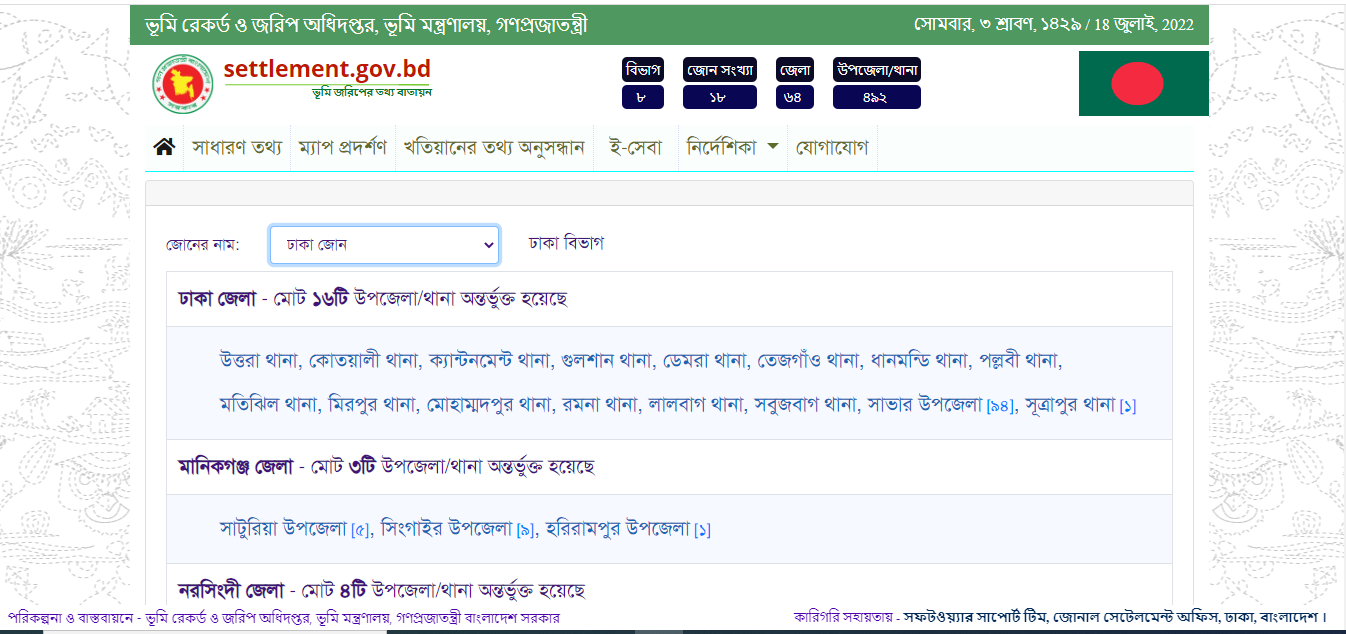 ভূমি রেকর্ড ও জরিপ অধিদপ্তর, ভূমি মন্ত্রণালয়, গণপ্রজাতন্ত্রী
সোমবার, ৩ শ্রাবণ, ১৪২৯ / 18 জুলাই, 2022
settlement.gov.bd
ভূমি জরিপের তথ্য বাতায়ন
বিভাগ জোন সংখ্যা জেলা উপজেলা/থানা
৮ ১৮ ৬৪ ৪৯২
সাধারণ তথ্য ম্যাপ প্রদর্শণ খতিয়ানের তথ্য অনুসন্ধান ই-সেবা নির্দেশিকা যোগাযোগ
জোনের নাম: ঢাকা জোন ঢাকা বিভাগ
ঢাকা জেলা - মোট ১৬টি উপজেলা/থানা অন্তর্ভুক্ত হয়েছে
উত্তরা থানা, কোতয়ালী থানা, ক্যান্টনমেন্ট থানা, গুলশান থানা, ডেমরা থানা, তেজগাঁও থানা, ধানমন্ডি থানা, পল্লবী থানা,
মতিঝিল থানা, মিরপুর থানা, মোহাম্মদপুর থানা, রমনা থানা, লালবাগ থানা, সবুজবাগ থানা, সাভার উপজেলা [৯৪], সূত্রাপুর থানা [১]
মানিকগঞ্জ জেলা - মোট ৩টি উপজেলা/থানা অন্তর্ভুক্ত হয়েছে
সাটুরিয়া উপজেলা [৫], সিংগাইর উপজেলা [৯], হরিরামপুর উপজেলা [১]
নরসিংদী জেলা - মোট ৪টি উপজেলা/থানা অন্তর্ভুক্ত হয়েছে
পরিকল্পনা ও বাস্তবায়নে - ভূমি রেকর্ড ও জরিপ অধিদপ্তর, ভূমি মন্ত্রণালয়, গণপ্রজাতন্ত্রী বাংলাদেশ সরকার
কারিগরি সহায়তায় - সফটওয়্যার সাপোর্ট টিম, জোনাল সেটেলমেন্ট অফিস, ঢাকা, বাংলাদেশ।